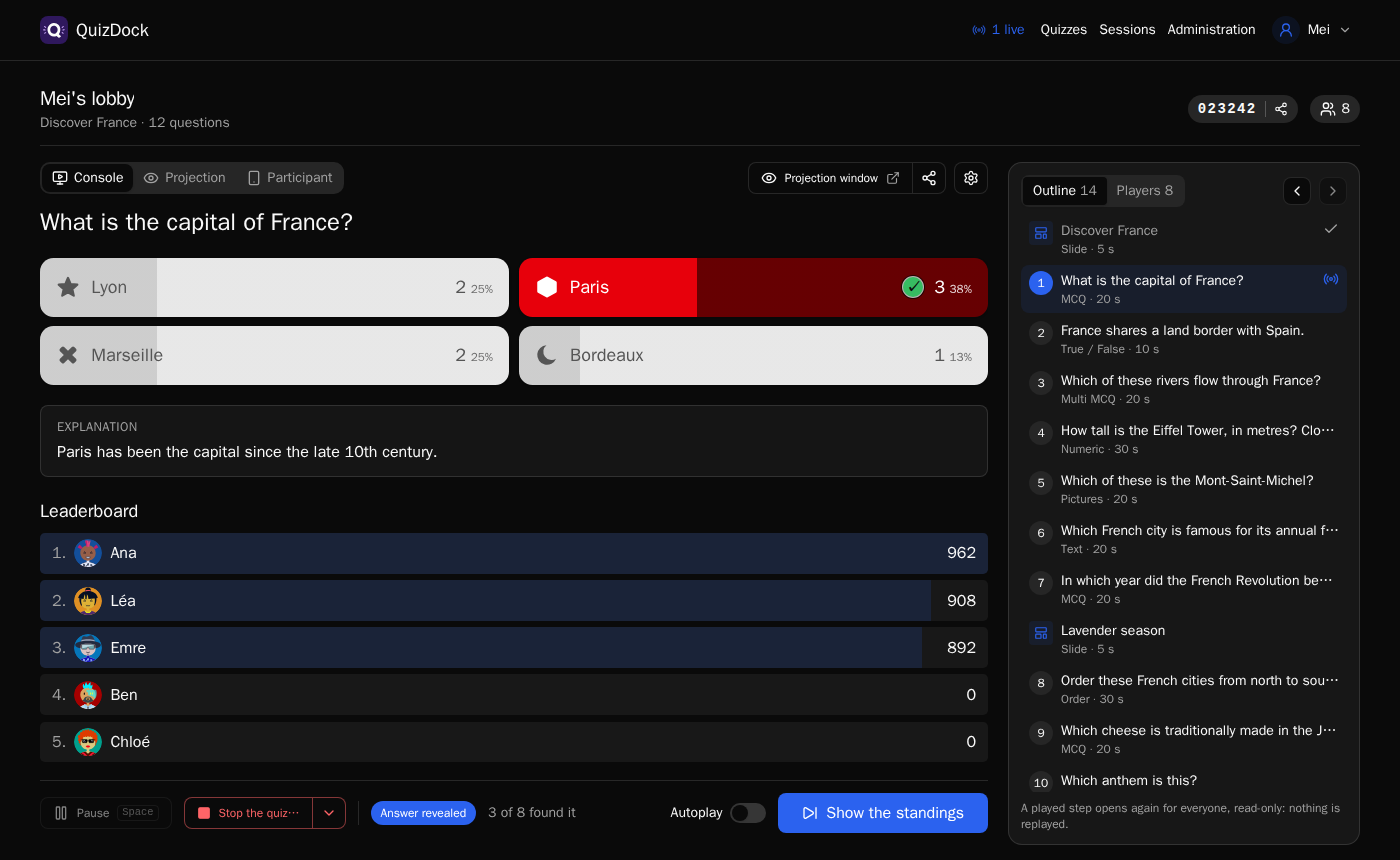 QuizDock
1 live
Quizzes
Sessions
Administration
Mei
Mei's lobby
Discover France · 12 questions
023242
8
Console
Projection
Participant
Projection window
What is the capital of France?
Lyon
2 25%
Paris
3 38%
Marseille
2 25%
Bordeaux
1 13%
EXPLANATION
Paris has been the capital since the late 10th century.
Leaderboard
1. Ana 962
2. Léa 908
3. Emre 892
4. Ben 0
5. Chloé 0
Pause Space
Stop the quiz···
Answer revealed
3 of 8 found it
Autoplay
Show the standings
Outline 14
Players 8
Discover France
Slide · 5 s
1 What is the capital of France?
MCQ · 20 s
2 France shares a land border with Spain.
True / False · 10 s
3 Which of these rivers flow through France?
Multi MCQ · 20 s
4 How tall is the Eiffel Tower, in metres? Clo···
Numeric · 30 s
5 Which of these is the Mont-Saint-Michel?
Pictures · 20 s
6 Which French city is famous for its annual f···
Text · 20 s
7 In which year did the French Revolution be···
MCQ · 20 s
Lavender season
Slide · 5 s
8 Order these French cities from north to sou···
Order · 30 s
9 Which cheese is traditionally made in the J···
MCQ · 20 s
10 Which anthem is this?
A played step opens again for everyone, read-only: nothing is
replayed.